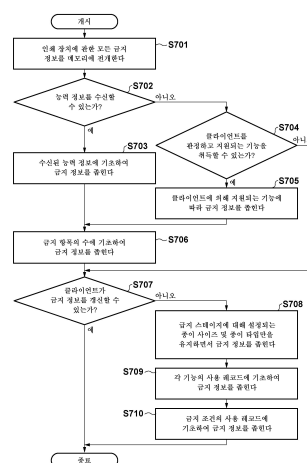 개시
인쇄 장치에 관한 모든 금지
정보를 메모리에 전개한다
S701
능력 정보를 수신할
수 있는가?
S702
아니오
예
수신된 능력 정보에 기초하여
금지 정보를 좁힌다
S703
클라이언트를
판정하고 지원되는 기능을
취득할 수 있는가?
S704
아니오
예
클라이언트에 의해 지원되는 기능에
따라 금지 정보를 좁힌다
S705
금지 항목의 수에 기초하여
금지 정보를 좁힌다
S706
클라이언트가
금지 정보를 갱신할 수
있는가?
S707
아니오
예
급지 스테이지에 대해 설정되는
종이 사이즈 및 종이 타입만을
유지하면서 금지 정보를 좁힌다
S708
각 기능의 사용 레코드에 기초하여
금지 정보를 좁힌다
S709
금지 조건의 사용 레코드에
기초하여 금지 정보를 좁힌다
S710
종료